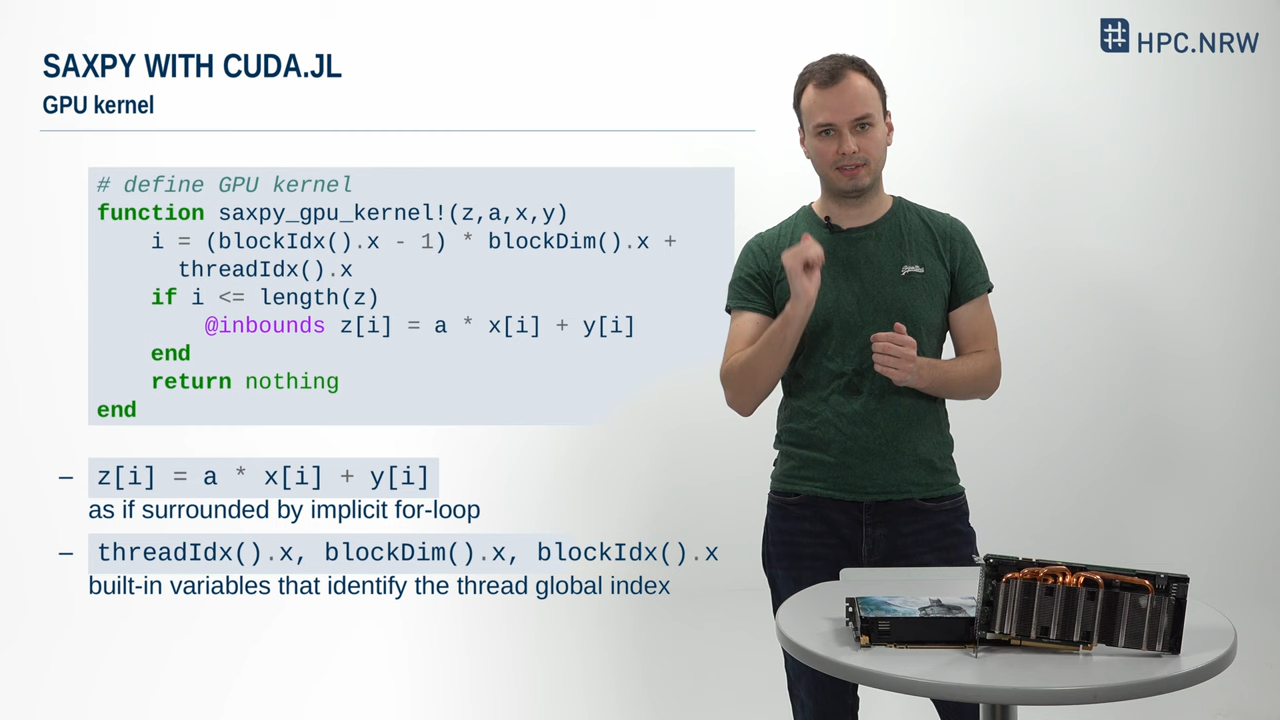 HPC.NRW
SAXPY WITH CUDA.JL
GPU kernel
# define GPU kernel
function saxpy_gpu_kernel!(z,a,x,y)
    i = (blockIdx().x - 1) * blockDim().x +
      threadIdx().x
    if i <= length(z)
        @inbounds z[i] = a * x[i] + y[i]
    end
    return nothing
end
– z[i] = a * x[i] + y[i]
as if surrounded by implicit for-loop
– threadIdx().x, blockDim().x, blockIdx().x
built-in variables that identify the thread global index